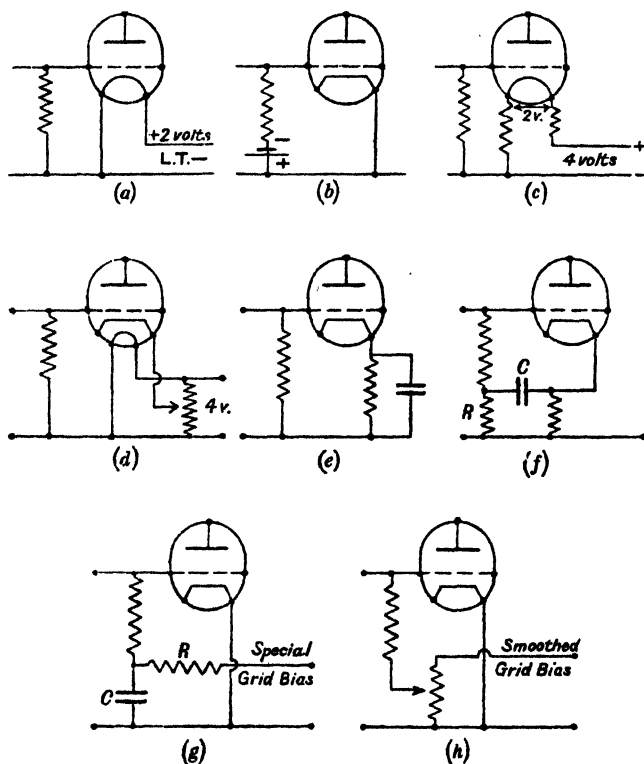 +2 volts
L.T.−
(a)
−
+
(b)
2v.
+
4 volts
−
(c)
4v.
(d)
(e)
C
R
(f)
R
Special
Grid Bias
C
(g)
Smoothed
Grid Bias
(h)